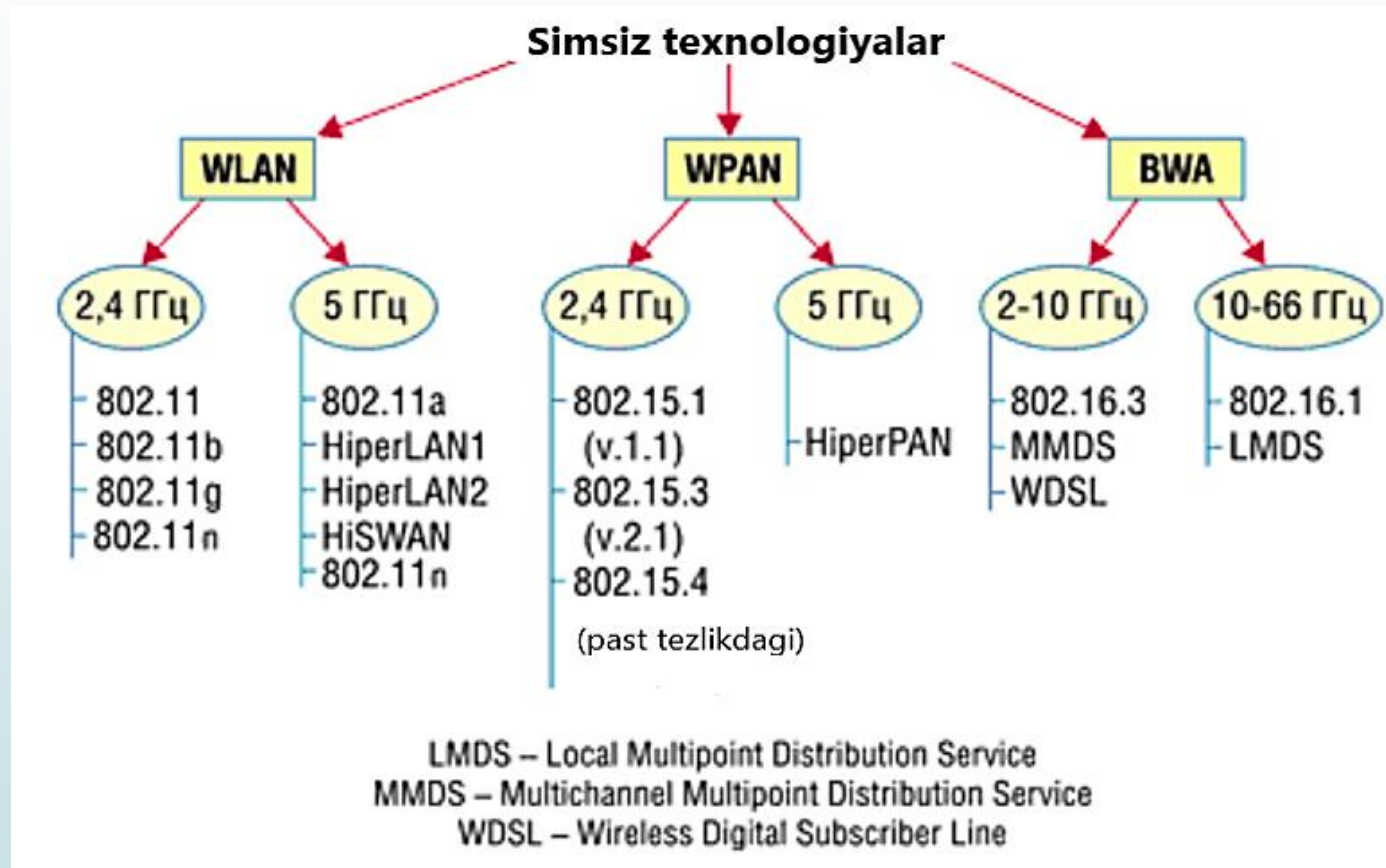 Simsiz texnologiyalar
WLAN
WPAN
BWA
2,4 ГГц
5 ГГц
2,4 ГГц
5 ГГц
2-10 ГГц
10-66 ГГц
802.11
802.11b
802.11g
802.11n
802.11a
HiperLAN1
HiperLAN2
HiSWAN
802.11n
802.15.1
(v.1.1)
802.15.3
(v.2.1)
802.15.4
(past tezlikdagi)
HiperPAN
802.16.3
MMDS
WDSL
802.16.1
LMDS
LMDS – Local Multipoint Distribution Service
MMDS – Multichannel Multipoint Distribution Service
WDSL – Wireless Digital Subscriber Line